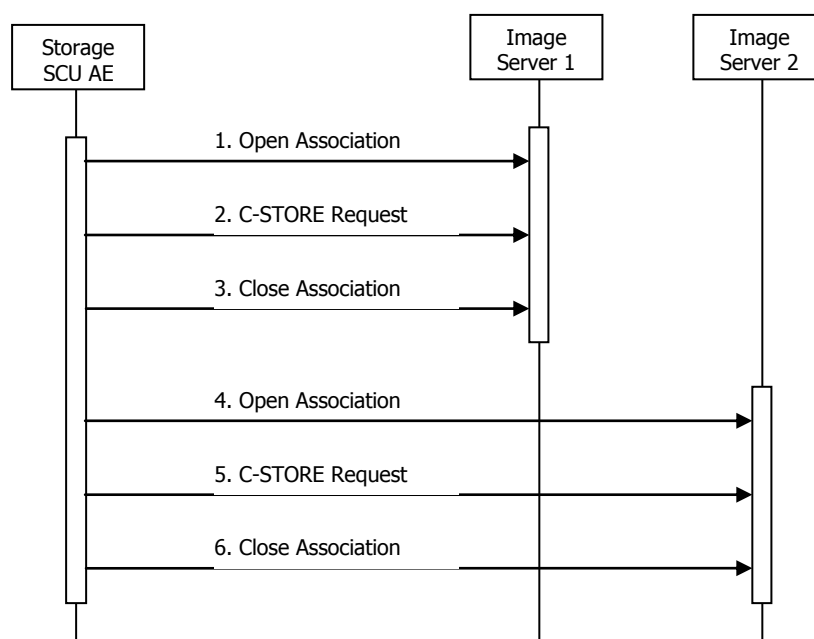 Storage
SCU AE
Image
Server 1
Image
Server 2
1. Open Association
2. C-STORE Request
3. Close Association
4. Open Association
5. C-STORE Request
6. Close Association